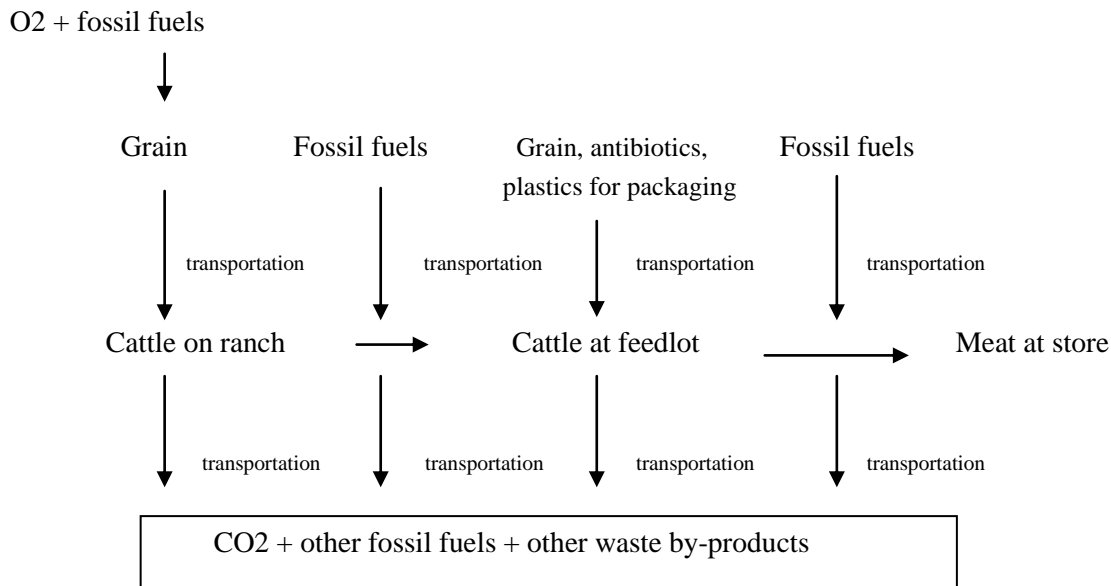 O2 + fossil fuels
Grain
Fossil fuels
Grain, antibiotics,
plastics for packaging
Fossil fuels
transportation
transportation
transportation
transportation
Cattle on ranch
Cattle at feedlot
Meat at store
transportation
transportation
transportation
transportation
CO2 + other fossil fuels + other waste by-products